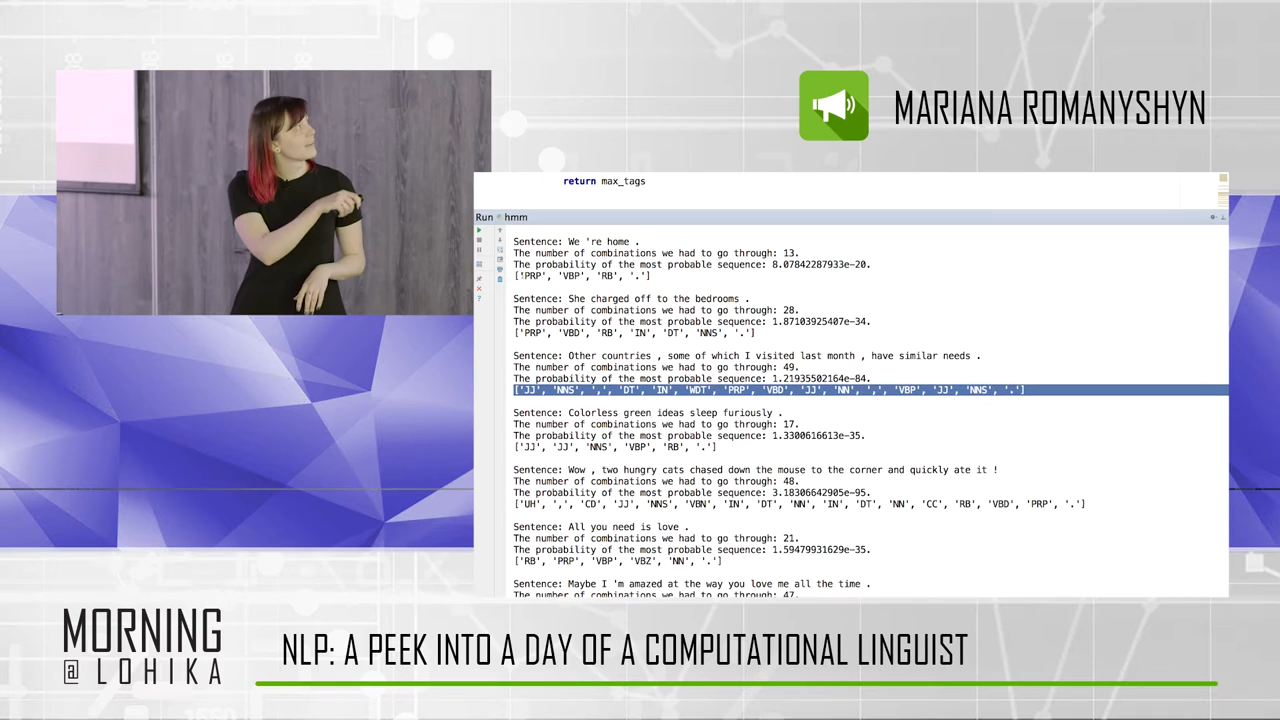 MARIANA ROMANYSHYN
return max_tags
Run hmm
Sentence: We 're home .
The number of combinations we had to go through: 13.
The probability of the most probable sequence: 8.07842287933e-20.
['PRP', 'VBP', 'RB', '.']
Sentence: She charged off to the bedrooms .
The number of combinations we had to go through: 28.
The probability of the most probable sequence: 1.87103925407e-34.
['PRP', 'VBD', 'RB', 'IN', 'DT', 'NNS', '.']
Sentence: Other countries , some of which I visited last month , have similar needs .
The number of combinations we had to go through: 49.
The probability of the most probable sequence: 1.21935502164e-84.
['JJ', 'NNS', ',', 'DT', 'IN', 'WDT', 'PRP', 'VBD', 'JJ', 'NN', ',', 'VBP', 'JJ', 'NNS', '.']
Sentence: Colorless green ideas sleep furiously .
The number of combinations we had to go through: 17.
The probability of the most probable sequence: 1.3300616613e-35.
['JJ', 'JJ', 'NNS', 'VBP', 'RB', '.']
Sentence: Wow , two hungry cats chased down the mouse to the corner and quickly ate it !
The number of combinations we had to go through: 48.
The probability of the most probable sequence: 3.18306642905e-95.
['UH', ',', 'CD', 'JJ', 'NNS', 'VBN', 'IN', 'DT', 'NN', 'IN', 'DT', 'NN', 'CC', 'RB', 'VBD', 'PRP', '.']
Sentence: All you need is love .
The number of combinations we had to go through: 21.
The probability of the most probable sequence: 1.59479931629e-35.
['RB', 'PRP', 'VBP', 'VBZ', 'NN', '.']
Sentence: Maybe I 'm amazed at the way you love me all the time .
The number of combinations we had to go through: 47.
MORNING
@ LOHIKA
NLP: A PEEK INTO A DAY OF A COMPUTATIONAL LINGUIST